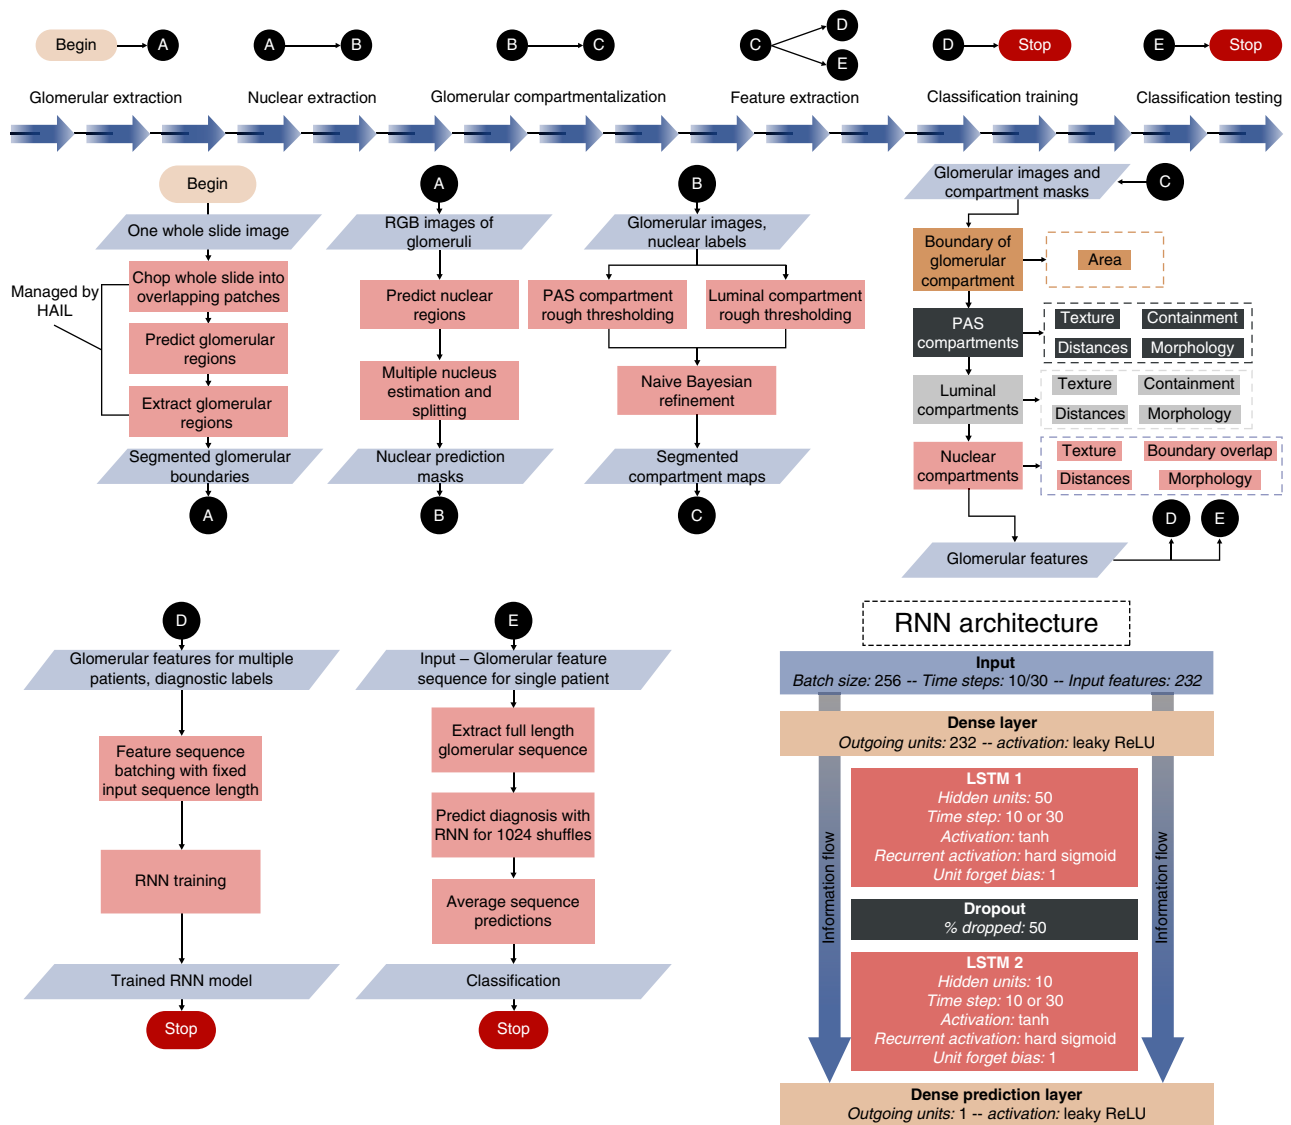 Begin
A
A
B
B
C
C
D
E
D
Stop
E
Stop
Glomerular extraction
Nuclear extraction
Glomerular compartmentalization
Feature extraction
Classification training
Classification testing
Begin
One whole slide image
Managed by
HAIL
Chop whole slide into
overlapping patches
Predict glomerular
regions
Extract glomerular
regions
Segmented glomerular
boundaries
A
A
RGB images of
glomeruli
Predict nuclear
regions
Multiple nucleus
estimation and
splitting
Nuclear prediction
masks
B
B
Glomerular images,
nuclear labels
PAS compartment
rough thresholding
Luminal compartment
rough thresholding
Naive Bayesian
refinement
Segmented
compartment maps
C
Glomerular images and
compartment masks
C
Boundary of
glomerular
compartment
Area
PAS
compartments
Texture
Containment
Distances
Morphology
Luminal
compartments
Texture
Containment
Distances
Morphology
Nuclear
compartments
Texture
Boundary overlap
Distances
Morphology
D
E
Glomerular features
D
Glomerular features for multiple
patients, diagnostic labels
Feature sequence
batching with fixed
input sequence length
RNN training
Trained RNN model
Stop
E
Input – Glomerular feature
sequence for single patient
Extract full length
glomerular sequence
Predict diagnosis with
RNN for 1024 shuffles
Average sequence
predictions
Classification
Stop
RNN architecture
Input
Batch size: 256 -- Time steps: 10/30 -- Input features: 232
Dense layer
Outgoing units: 232 -- activation: leaky ReLU
Information flow
LSTM 1
Hidden units: 50
Time step: 10 or 30
Activation: tanh
Recurrent activation: hard sigmoid
Unit forget bias: 1
Dropout
% dropped: 50
LSTM 2
Hidden units: 10
Time step: 10 or 30
Activation: tanh
Recurrent activation: hard sigmoid
Unit forget bias: 1
Information flow
Dense prediction layer
Outgoing units: 1 -- activation: leaky ReLU